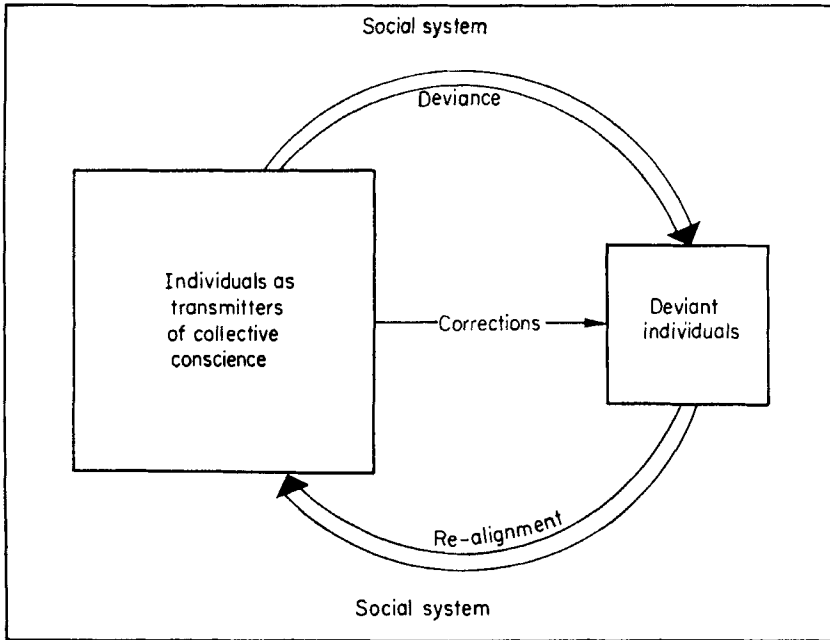 Social system
Deviance
Individuals as
transmitters
of collective
conscience
Corrections
Deviant
individuals
Re-alignment
Social system